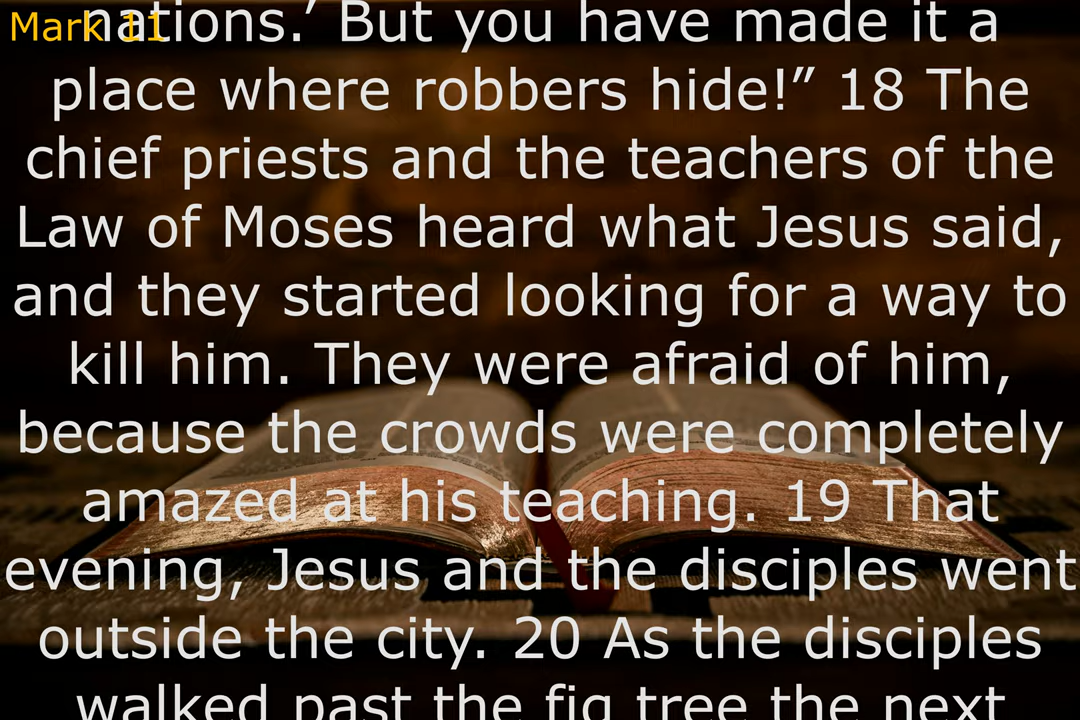 Mark 11
nations.’ But you have made it a
place where robbers hide!” 18 The
chief priests and the teachers of the
Law of Moses heard what Jesus said,
and they started looking for a way to
kill him. They were afraid of him,
because the crowds were completely
amazed at his teaching. 19 That
evening, Jesus and the disciples went
outside the city. 20 As the disciples
walked past the fig tree the next